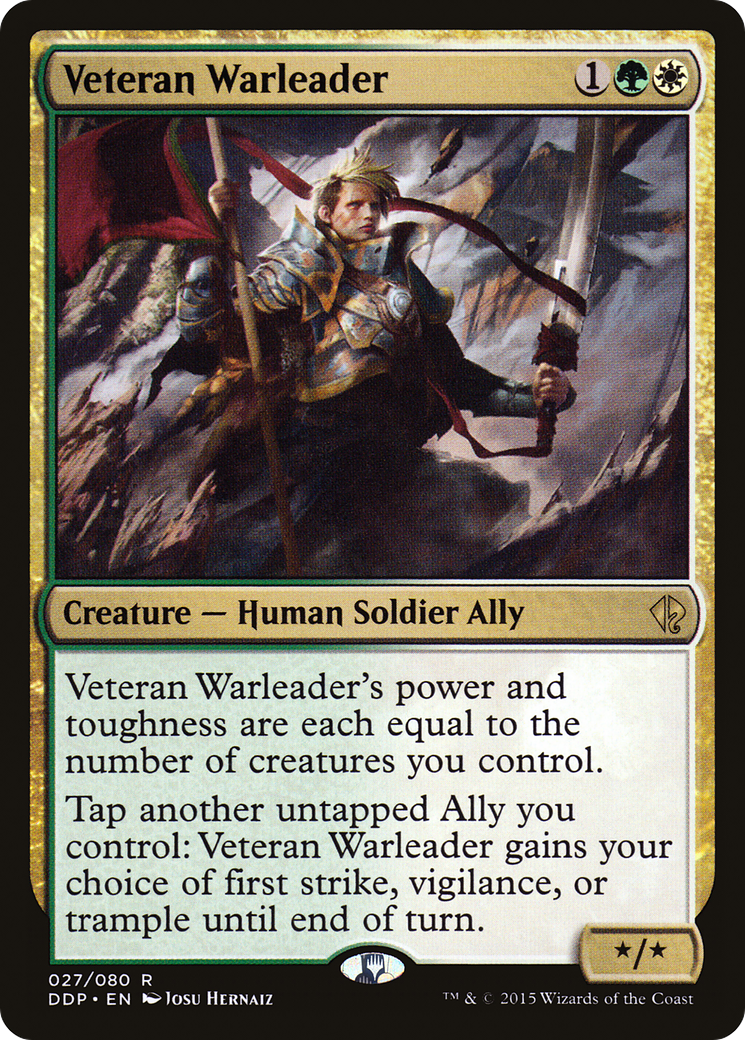 Veteran Warleader 1
Creature — Human Soldier Ally
Veteran Warleader’s power and
toughness are each equal to the
number of creatures you control.
Tap another untapped Ally you
control: Veteran Warleader gains your
choice of first strike, vigilance, or
trample until end of turn.
★/★
027/080 R
DDP • EN Josu Hernaiz
™ & © 2015 Wizards of the Coast